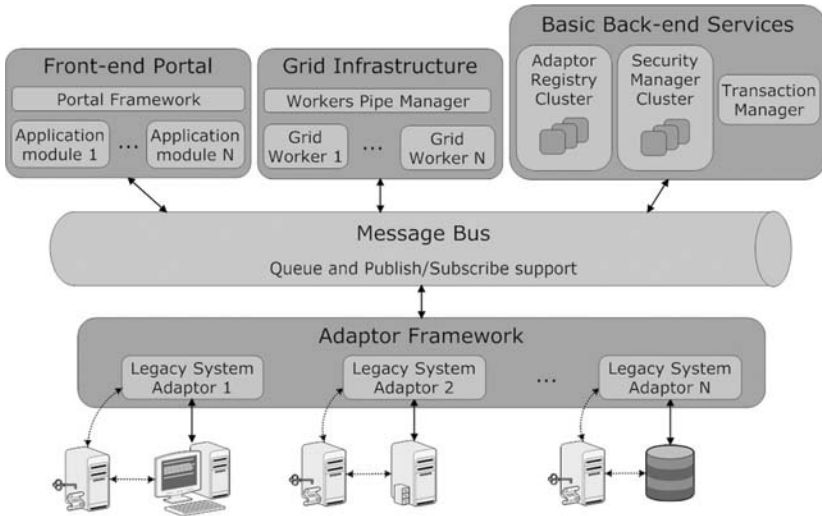 Front-end Portal
Portal Framework
Application
module 1
...
Application
module N
Grid Infrastructure
Workers Pipe Manager
Grid
Worker 1
...
Grid
Worker N
Basic Back-end Services
Adaptor
Registry
Cluster
Security
Manager
Cluster
Transaction
Manager
Message Bus
Queue and Publish/Subscribe support
Adaptor Framework
Legacy System
Adaptor 1
Legacy System
Adaptor 2
...
Legacy System
Adaptor N